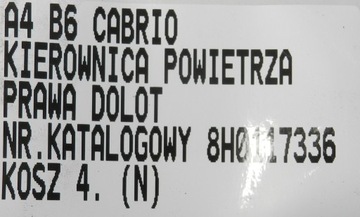 A4 B6 CABRIO
KIEROWNICA POWIETRZA
PRAWA DOLOT
NR.KATALOGOWY 8H0117336
KOSZ 4. (N)